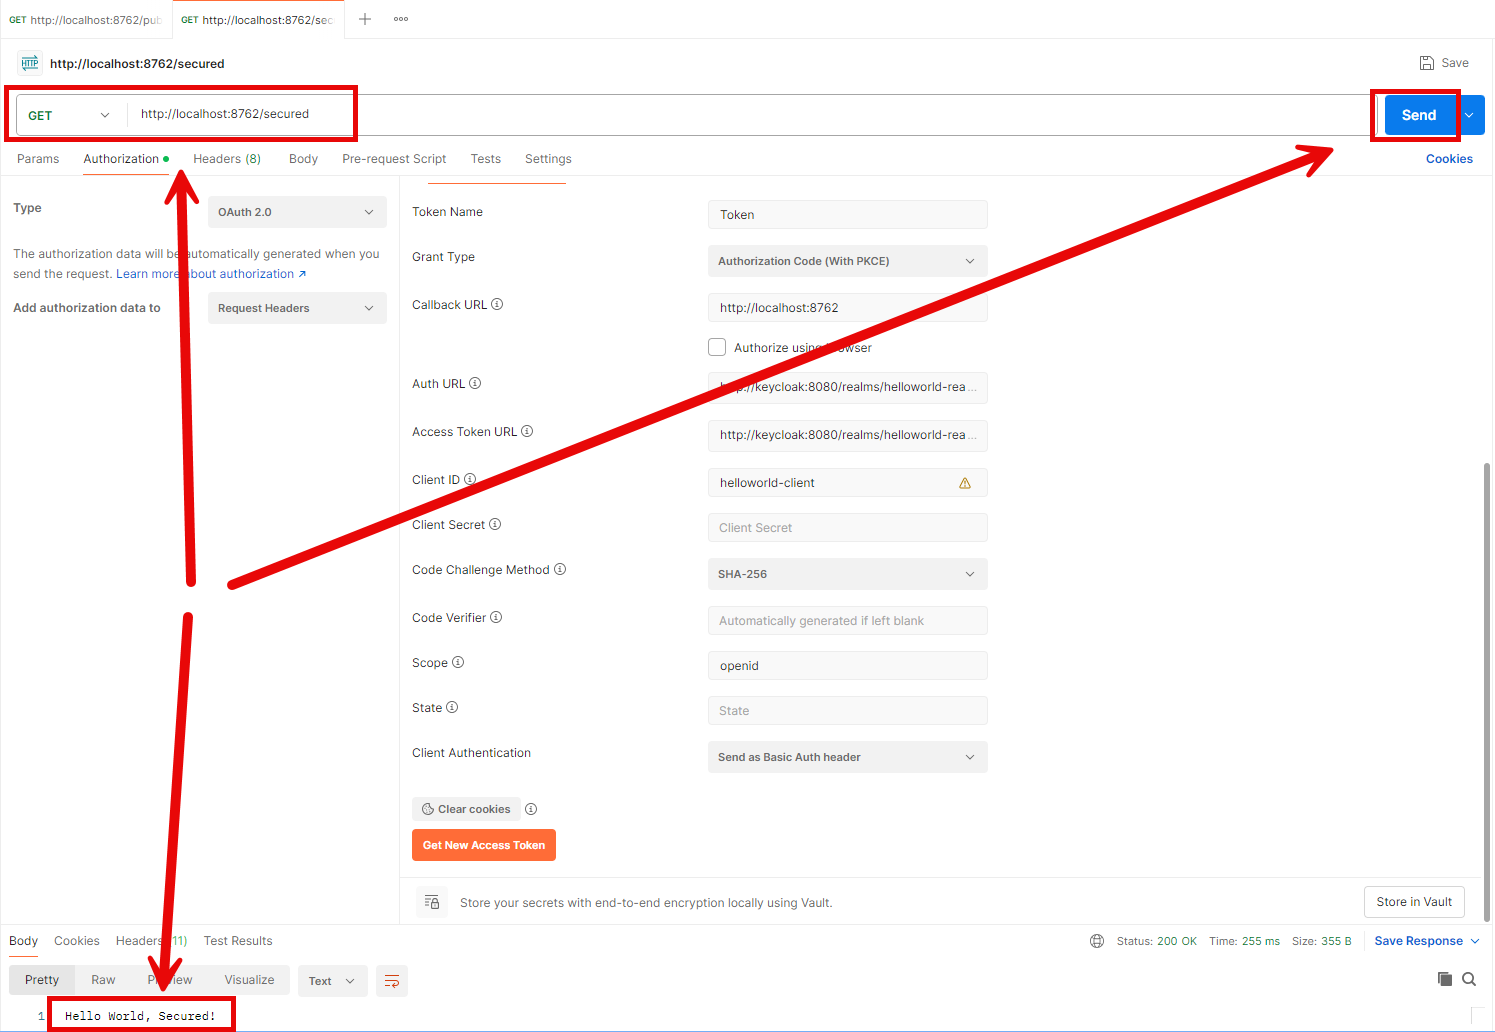 GET http://localhost:8762/pub
GET http://localhost:8762/sec
HTTP http://localhost:8762/secured
Save
GET http://localhost:8762/secured
Send
Params Authorization Headers (8) Body Pre-request Script Tests Settings
Cookies
Type
OAuth 2.0
The authorization data will be automatically generated when you
send the request. Learn more about authorization ↗
Add authorization data to
Request Headers
Token Name
Token
Grant Type
Authorization Code (With PKCE)
Callback URL
http://localhost:8762
Authorize using browser
Auth URL
http://keycloak:8080/realms/helloworld-rea...
Access Token URL
http://keycloak:8080/realms/helloworld-rea...
Client ID
helloworld-client
Client Secret
Client Secret
Code Challenge Method
SHA-256
Code Verifier
Automatically generated if left blank
Scope
openid
State
State
Client Authentication
Send as Basic Auth header
Clear cookies
Get New Access Token
Store your secrets with end-to-end encryption locally using Vault.
Store in Vault
Body Cookies Headers (11) Test Results
Status: 200 OK Time: 255 ms Size: 355 B Save Response
Pretty Raw Preview Visualize Text
1 Hello World, Secured!